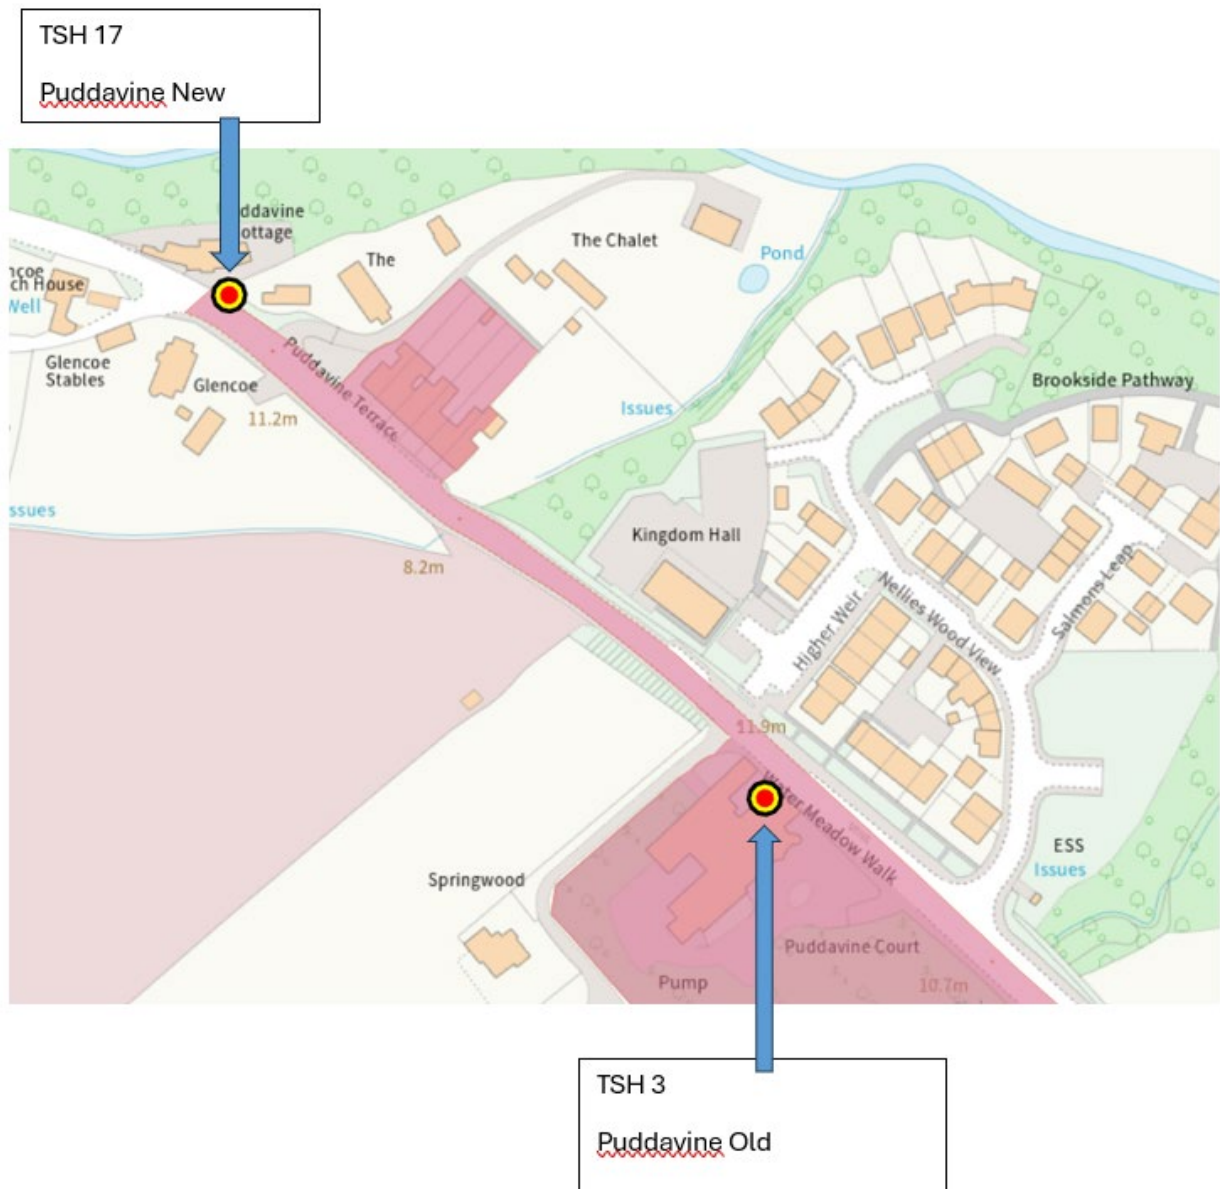 TSH 17
Puddavine New
ddavine
ottage
The
The Chalet
Pond
ncoe
ch House
Well
Glencoe
Stables
Glencoe
Puddavine Terrace
11.2m
Issues
Brookside Pathway
ssues
8.2m
Kingdom Hall
Higher Weir
Nellies Wood View
Salmons Leap
11.9m
Water Meadow Walk
ESS
Issues
Springwood
Puddavine Court
Pump
10.7m
TSH 3
Puddavine Old